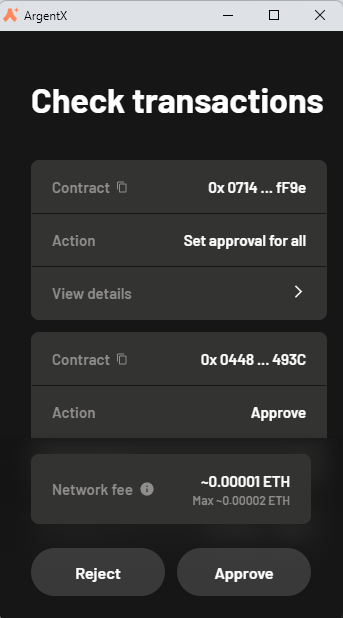 ArgentX
Check transactions
Contract 0x 0714 ... fF9e
Action Set approval for all
View details
Contract 0x 0448 ... 493C
Action Approve
Network fee ~0.00001 ETH
Max ~0.00002 ETH
Reject Approve